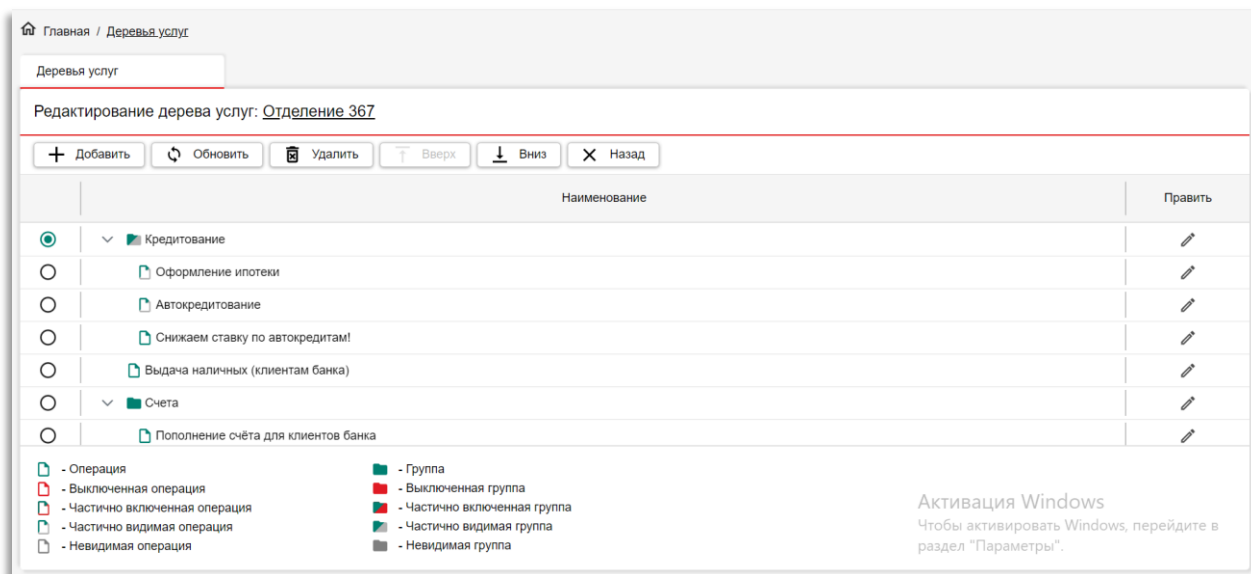 Главная / Деревья услуг
Деревья услуг
Редактирование дерева услуг: Отделение 367
Добавить Обновить Удалить Вверх Вниз Назад
Наименование Править
Кредитование
Оформление ипотеки
Автокредитование
Снижаем ставку по автокредитам!
Выдача наличных (клиентам банка)
Счета
Пополнение счёта для клиентов банка
- Операция - Группа
- Выключенная операция - Выключенная группа
- Частично включенная операция - Частично включенная группа
- Частично видимая операция - Частично видимая группа
- Невидимая операция - Невидимая группа
Активация Windows
Чтобы активировать Windows, перейдите в
раздел "Параметры".